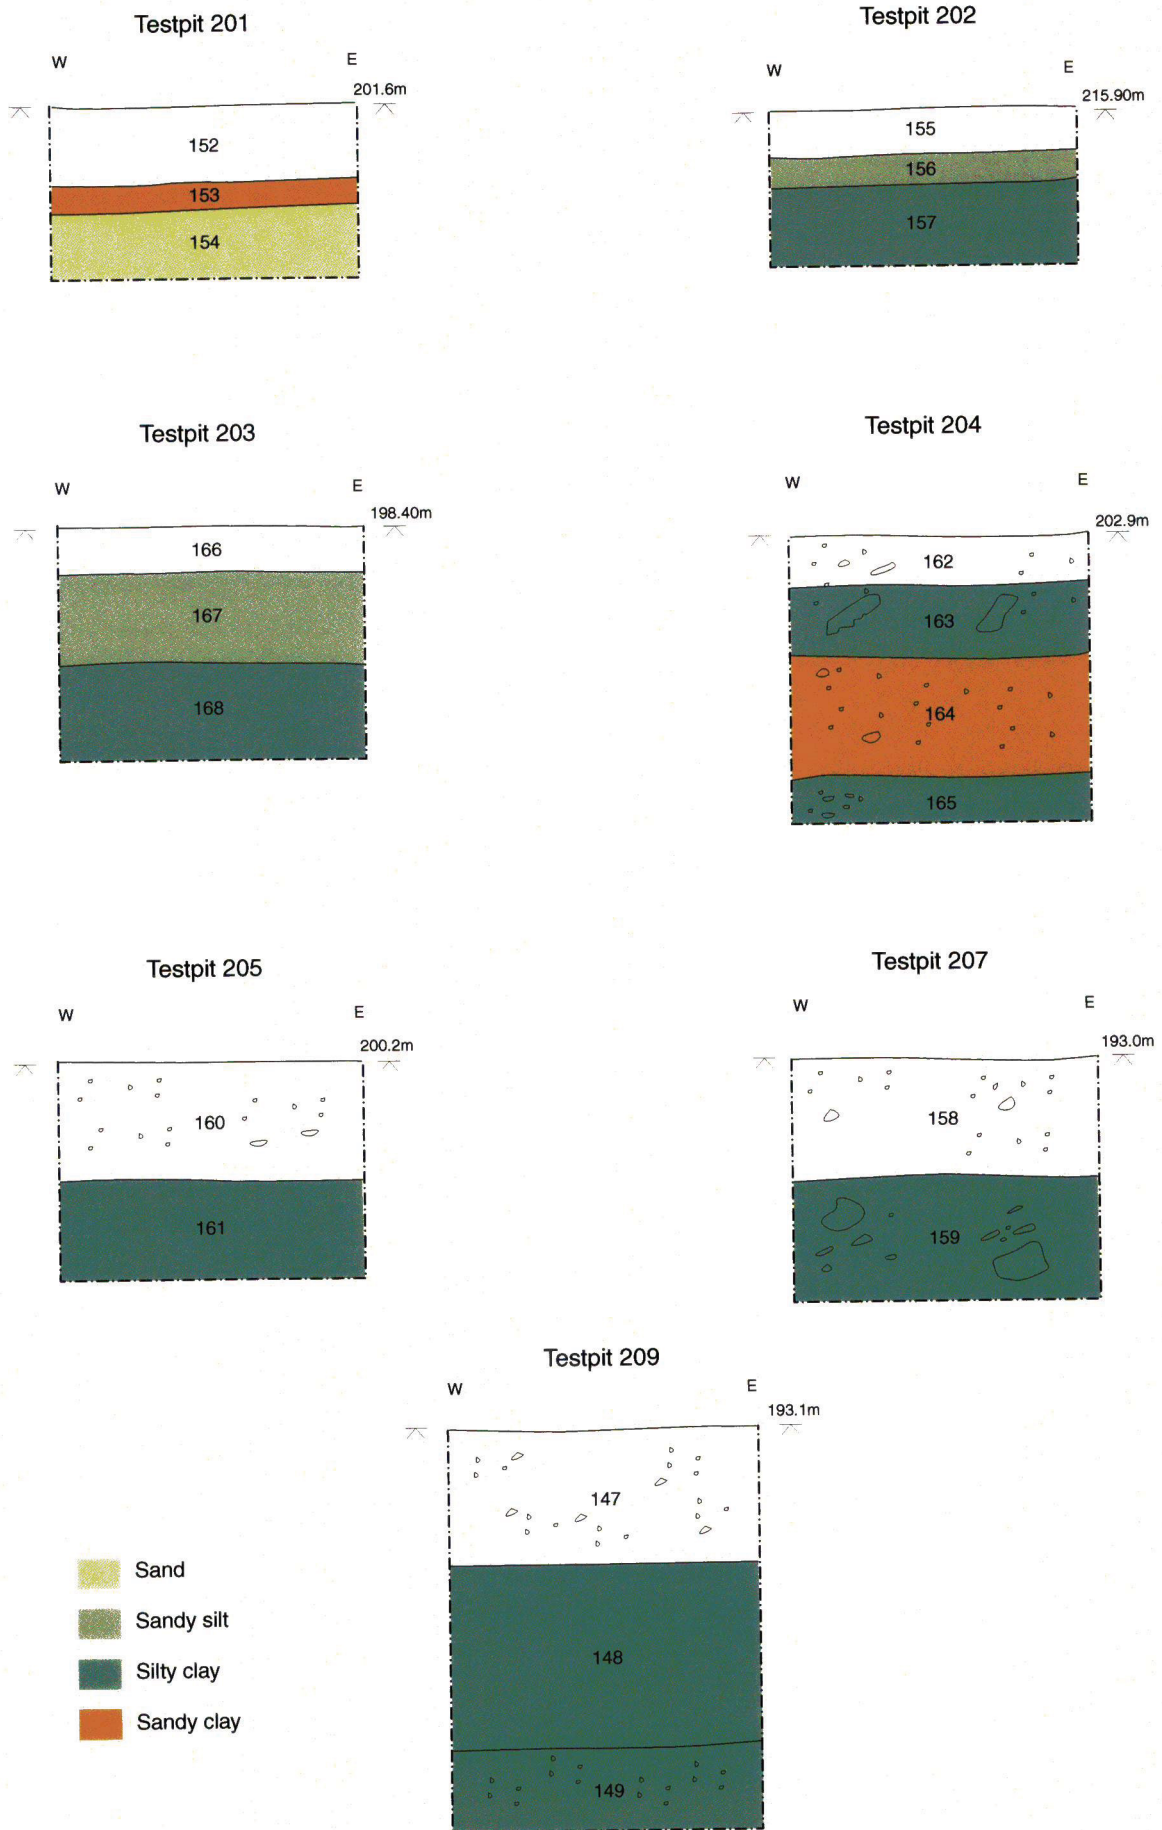 Testpit 201
W E
201.6m
152
153
154
Testpit 202
W E
215.90m
155
156
157
Testpit 203
W E
198.40m
166
167
168
Testpit 204
W E
202.9m
162
163
164
165
Testpit 205
W E
200.2m
160
161
Testpit 207
W E
193.0m
158
159
Testpit 209
W E
193.1m
147
148
149
Sand
Sandy silt
Silty clay
Sandy clay